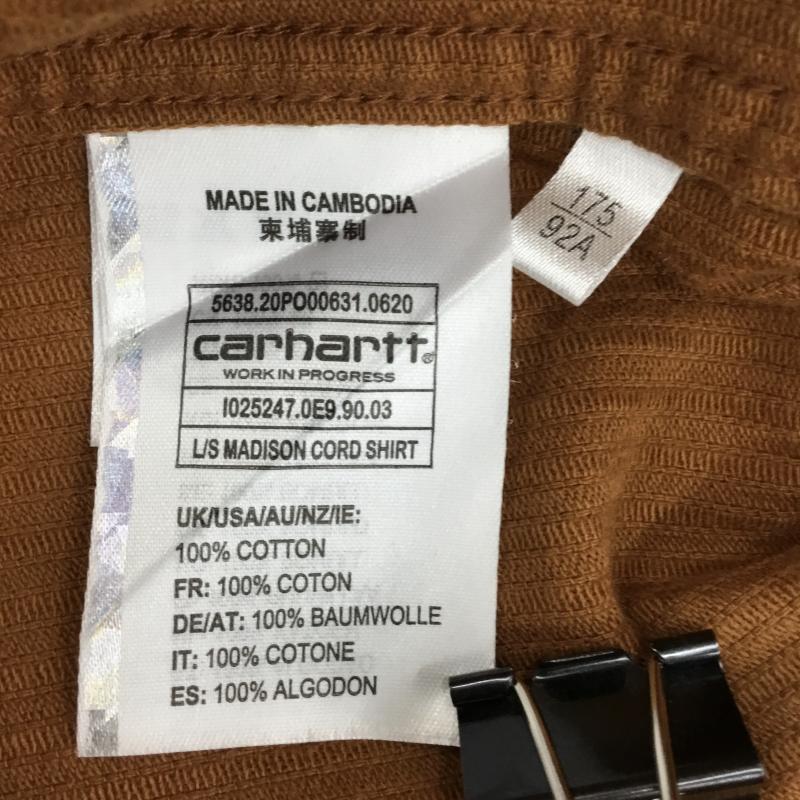 MADE IN CAMBODIA
柬埔寨制
5638.20PO00631.0620
carhartt®
WORK IN PROGRESS
I025247.0E9.90.03
L/S MADISON CORD SHIRT
UK/USA/AU/NZ/IE:
100% COTTON
FR: 100% COTON
DE/AT: 100% BAUMWOLLE
IT: 100% COTONE
ES: 100% ALGODON
175
92A